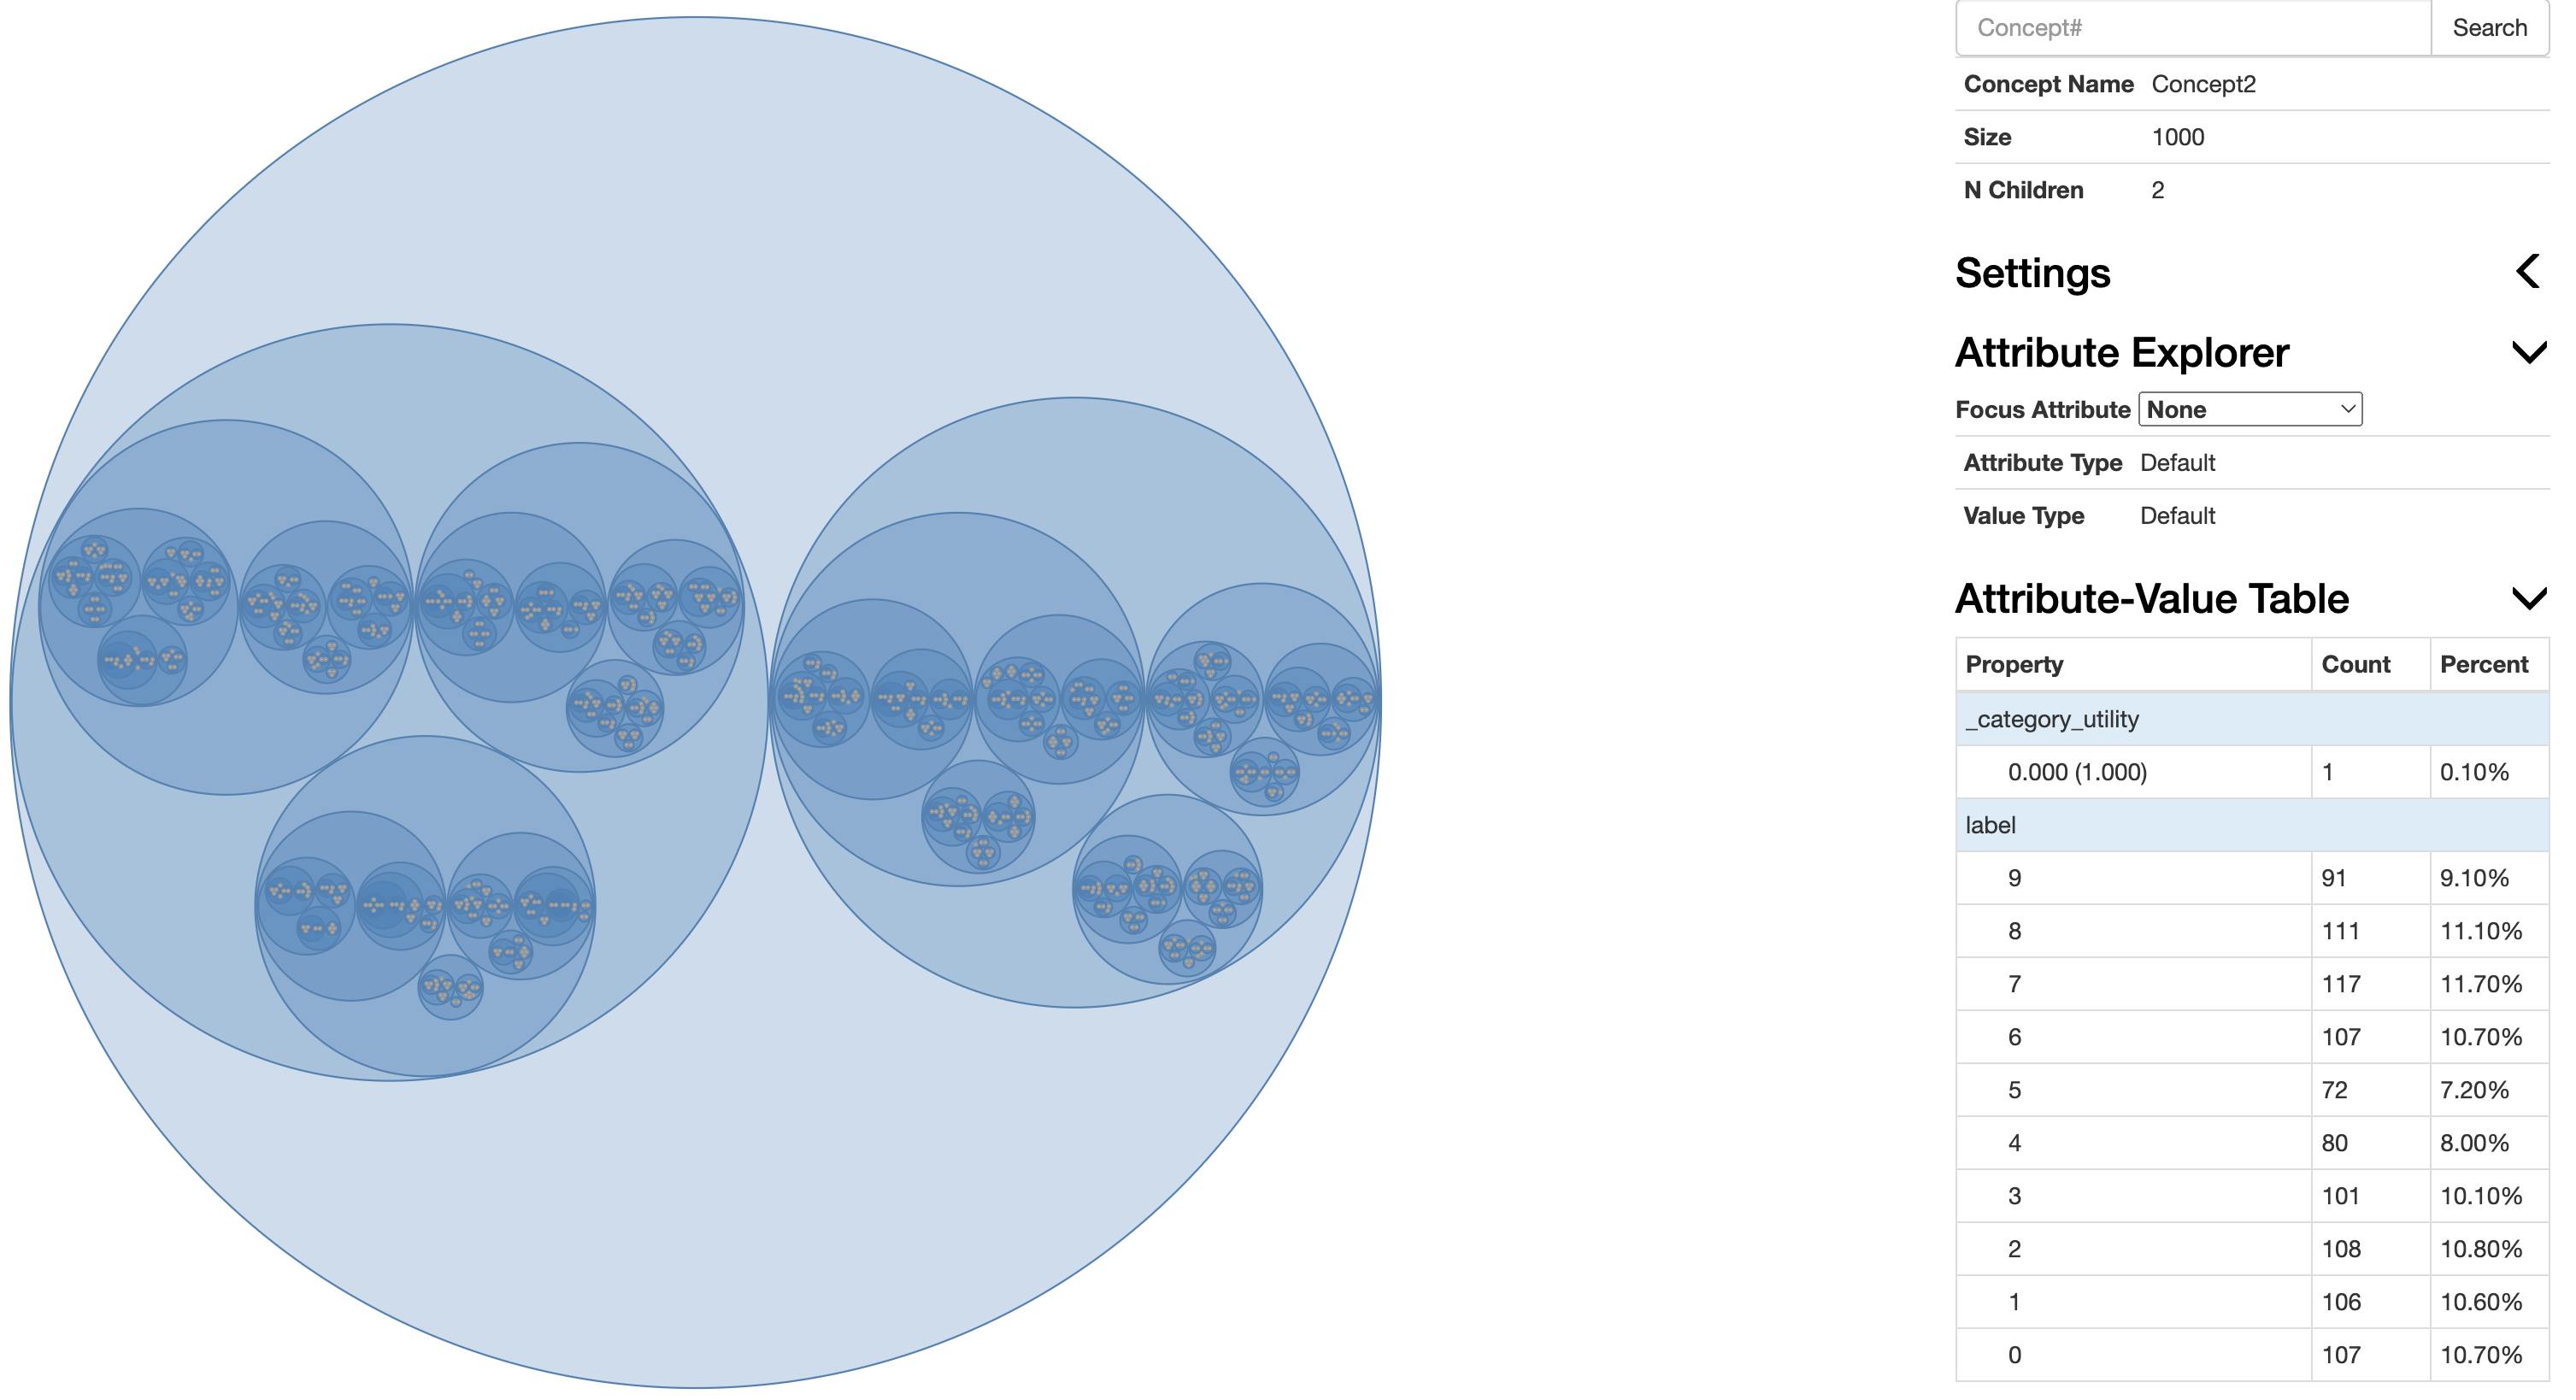 Concept# Search
Concept Name Concept2
Size 1000
N Children 2
Settings
Attribute Explorer
Focus Attribute None
Attribute Type Default
Value Type Default
Attribute-Value Table
Property Count Percent
_category_utility
0.000 (1.000) 1 0.10%
label
9 91 9.10%
8 111 11.10%
7 117 11.70%
6 107 10.70%
5 72 7.20%
4 80 8.00%
3 101 10.10%
2 108 10.80%
1 106 10.60%
0 107 10.70%